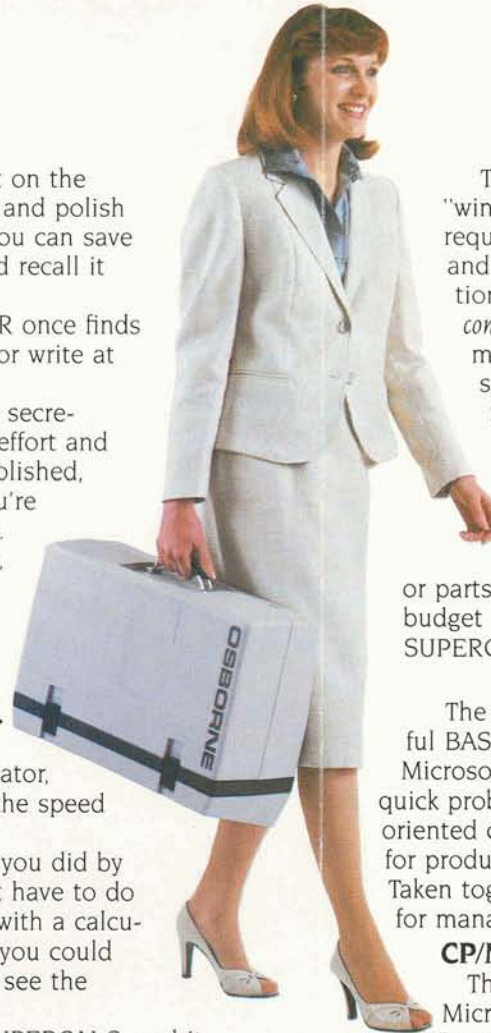 on the
and polish
ou can save
d recall it
R once finds
or write at
secre-
effort and
olished,
u're
ator,
the speed
you did by
t have to do
with a calcu-
you could
see the
OSBORNE
"win
requ
and
tion
con
m
s
or parts
budget
SUPERC
The
ful BAS
Microso
quick prob
oriented c
for produ
Taken tog
for mana
CP/M
Th
Micr